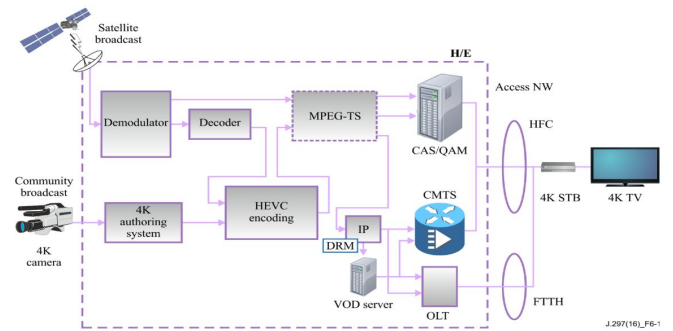 Satellite
broadcast
H/E
Access NW
Demodulator
Decoder
MPEG-TS
CAS/QAM
HFC
Community
broadcast
4K
camera
4K
authoring
system
HEVC
encoding
CMTS
4K STB
4K TV
IP
DRM
VOD server
OLT
FTTH
J.297(16)_F6-1